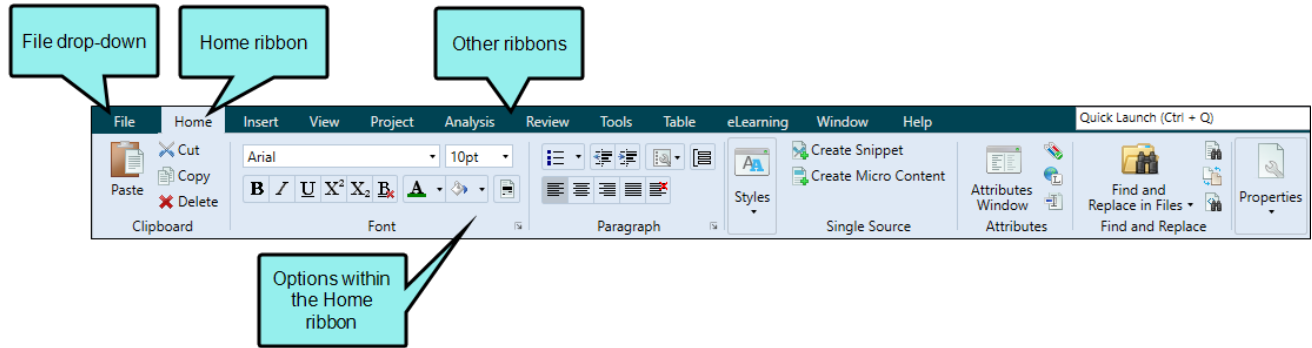 File drop-down
Home ribbon
Other ribbons
File Home Insert View Project Analysis Review Tools Table eLearning Window Help Quick Launch (Ctrl + Q)
Paste
Cut
Copy
Delete
Clipboard
Arial 10pt
B I U X² X₂ B A
Font
Paragraph
AA
Styles
Create Snippet
Create Micro Content
Single Source
Attributes
Window
Attributes
Find and
Replace in Files
Find and Replace
Properties
Options within
the Home
ribbon